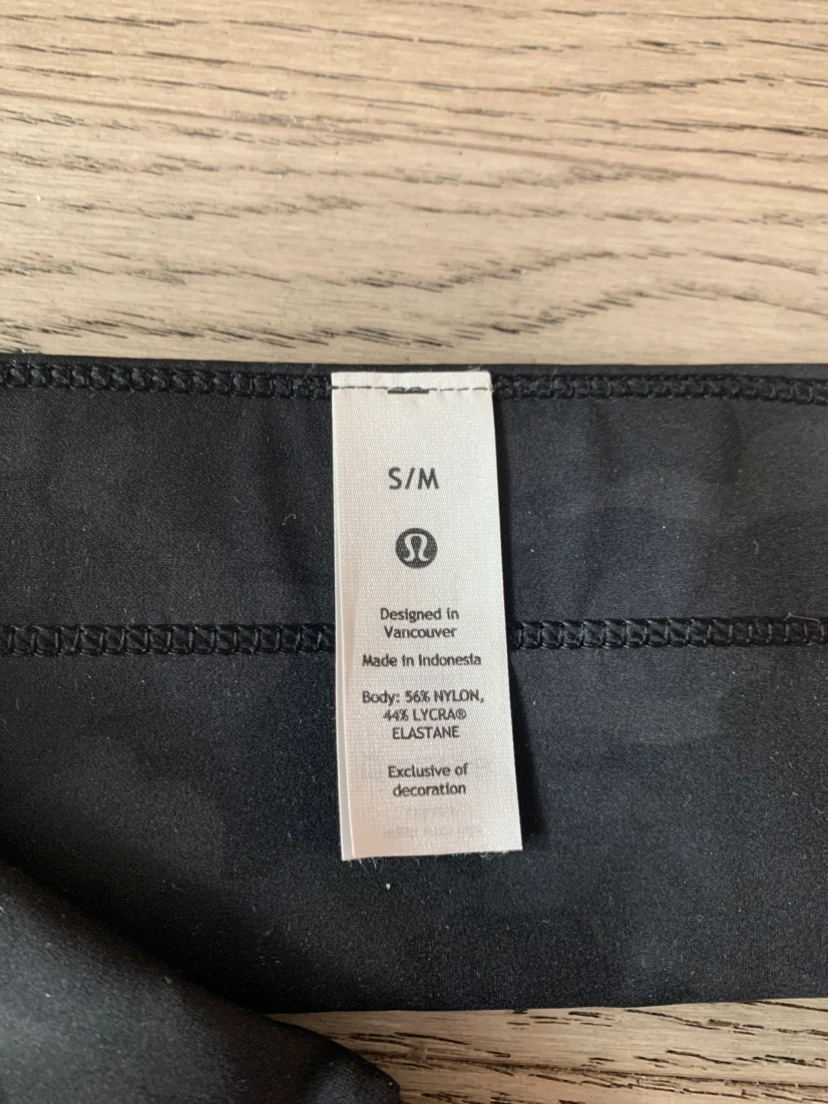 S/M
Designed in
Vancouver
Made in Indonesia
Body: 56% NYLON,
44% LYCRA®
ELASTANE
Exclusive of
decoration